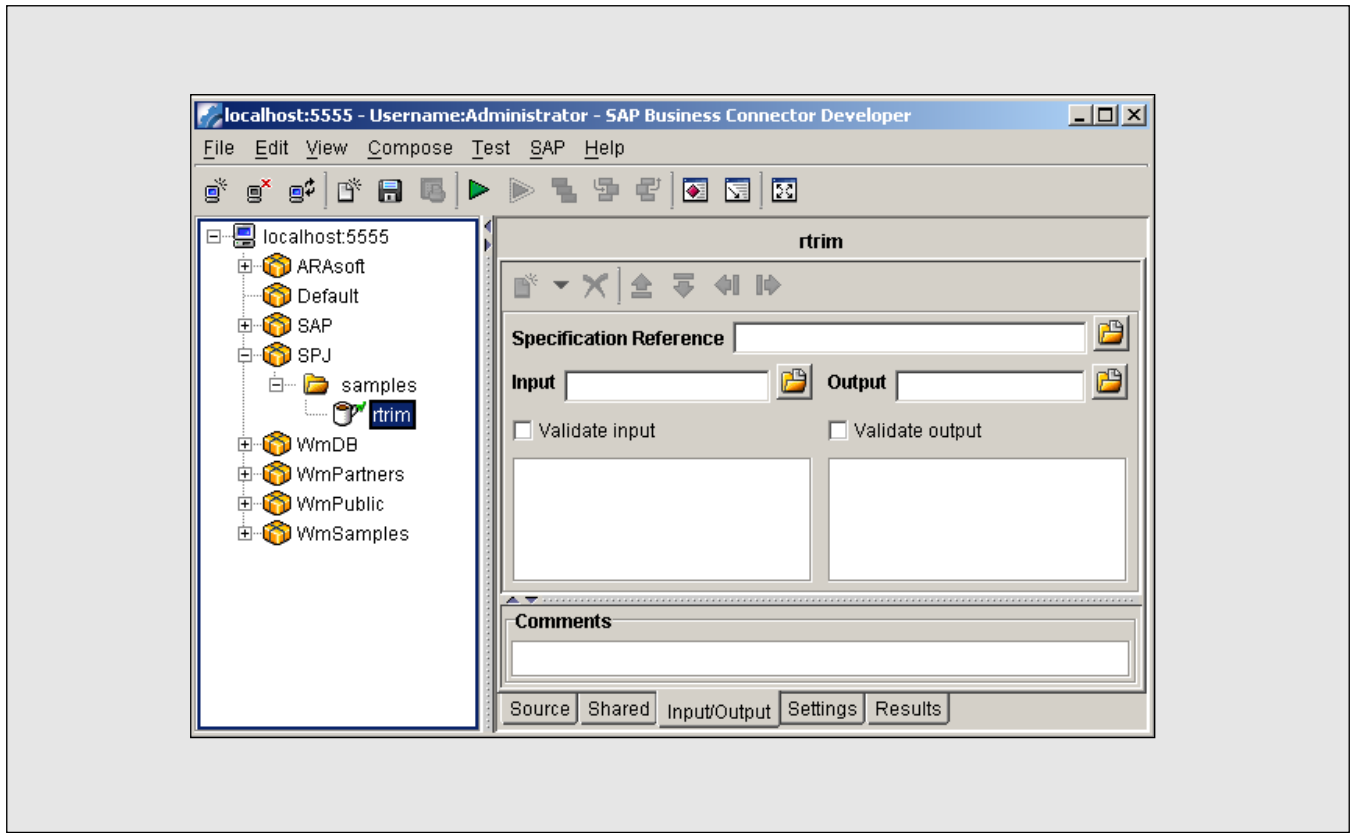 localhost:5555 - Username:Administrator - SAP Business Connector Developer
File Edit View Compose Test SAP Help
localhost:5555
ARAsoft
Default
SAP
SPJ
samples
rtrim
WmDB
WmPartners
WmPublic
WmSamples
rtrim
Specification Reference
Input Output
Validate input Validate output
Comments
Source Shared Input/Output Settings Results